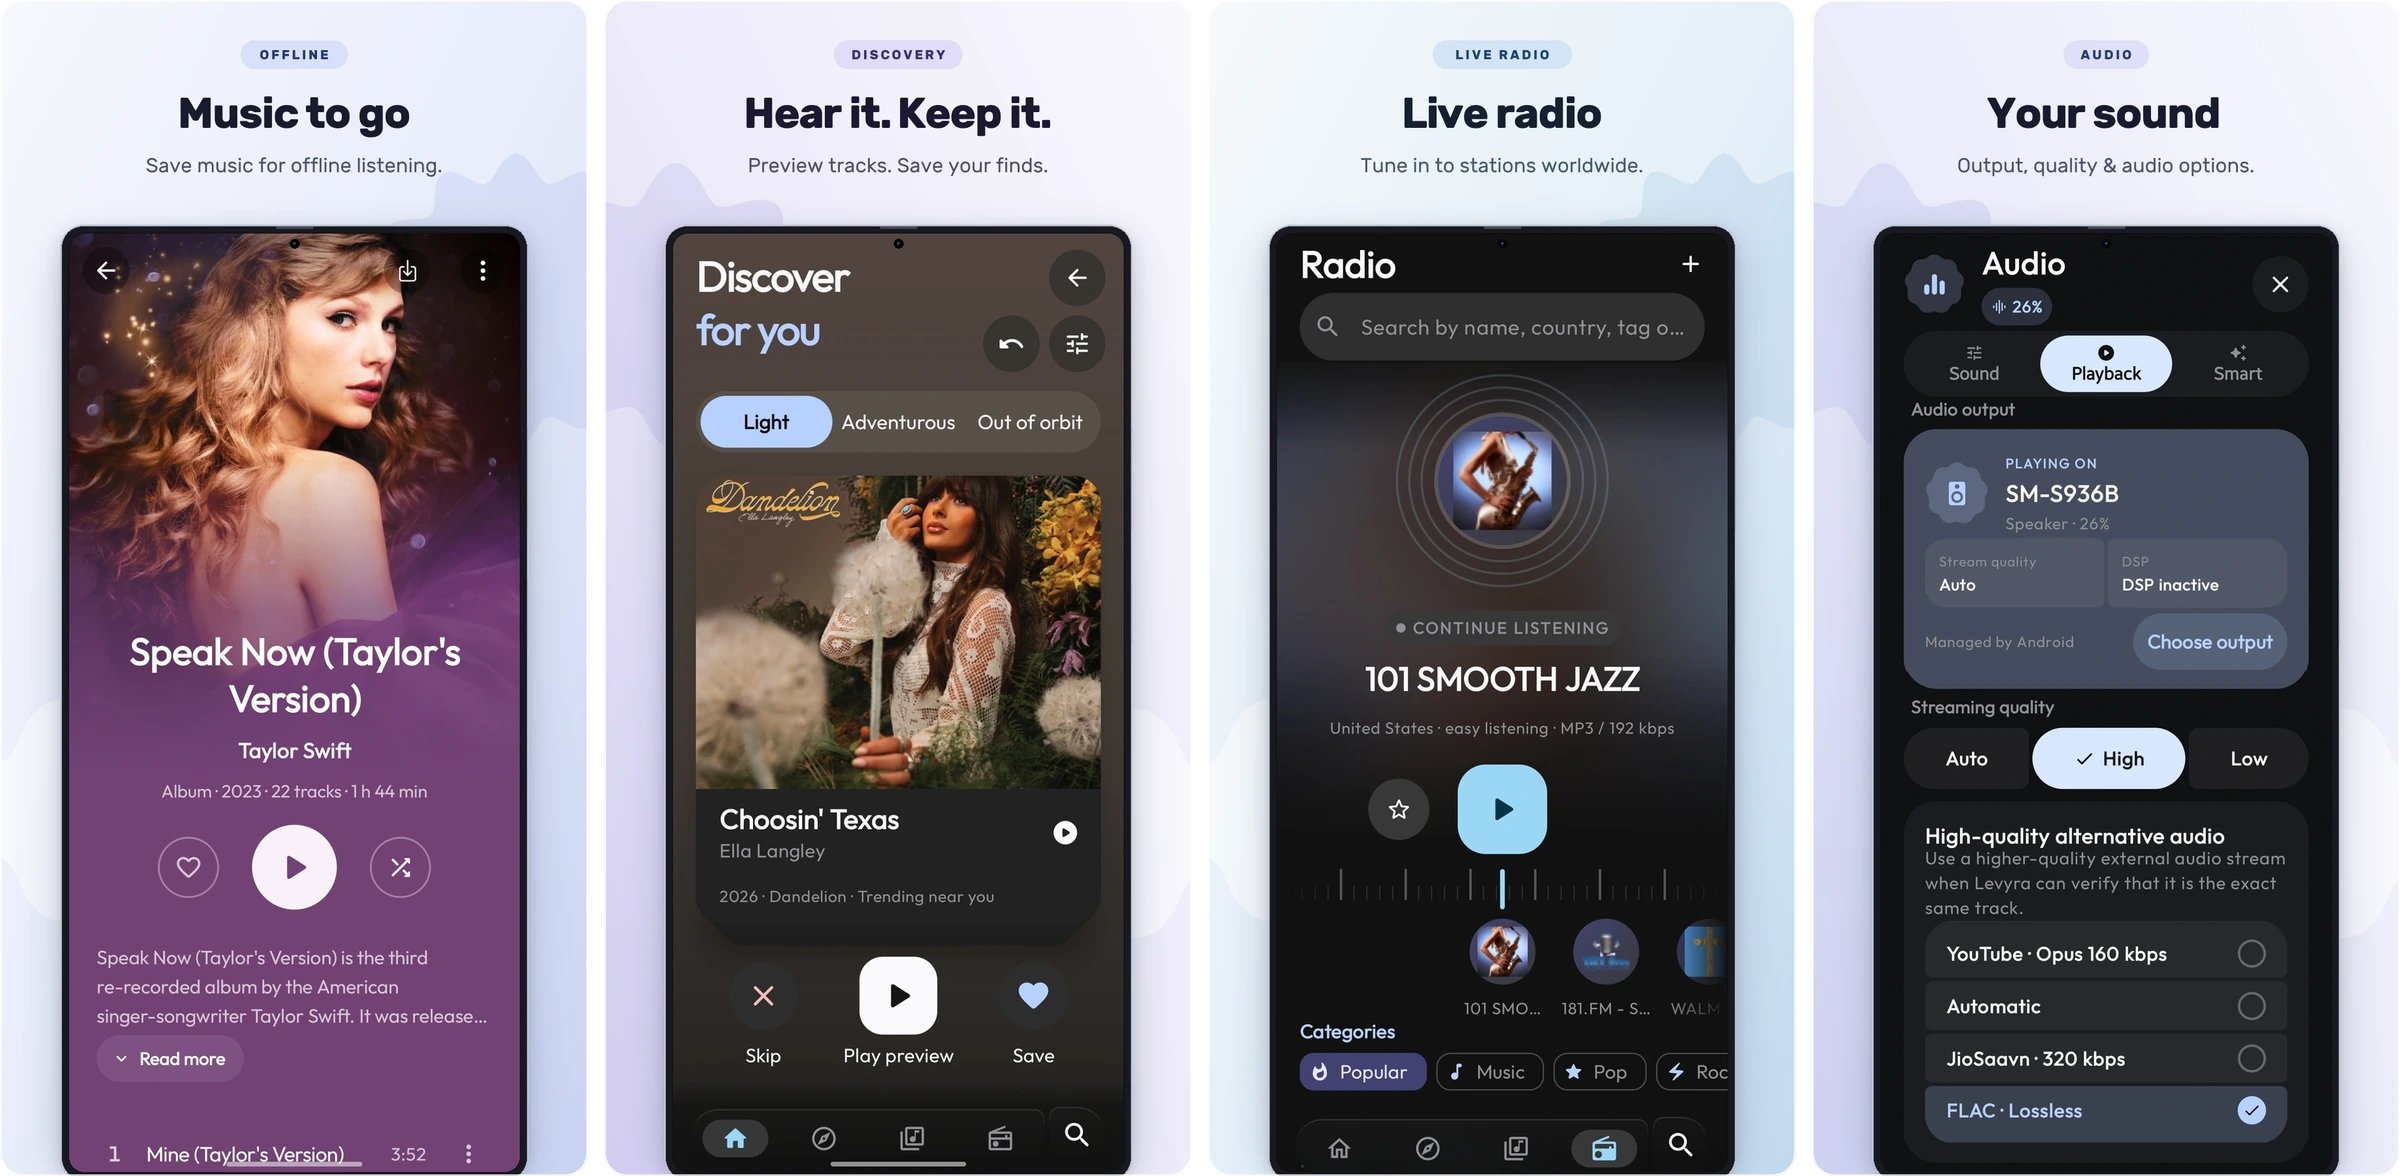 OFFLINE
Music to go
Save music for offline listening.
Speak Now (Taylor's
Version)
Taylor Swift
Album · 2023 · 22 tracks · 1 h 44 min
Speak Now (Taylor's Version) is the third
re-recorded album by the American
singer-songwriter Taylor Swift. It was release...
Read more
1 Mine (Taylor's Version) 3:52
DISCOVERY
Hear it. Keep it.
Preview tracks. Save your finds.
Discover
for you
Light Adventurous Out of orbit
Dandelion
Ella Langley
Choosin' Texas
Ella Langley
2026 · Dandelion · Trending near you
Skip Play preview Save
LIVE RADIO
Live radio
Tune in to stations worldwide.
Radio
Search by name, country, tag o...
CONTINUE LISTENING
101 SMOOTH JAZZ
United States · easy listening · MP3 / 192 kbps
101 SMO... 181.FM - S... WALM
Categories
Popular Music Pop Roc
AUDIO
Your sound
Output, quality & audio options.
Audio
26%
Sound Playback Smart
Audio output
PLAYING ON
SM-S936B
Speaker · 26%
Stream quality DSP
Auto DSP inactive
Managed by Android Choose output
Streaming quality
Auto High Low
High-quality alternative audio
Use a higher-quality external audio stream
when Levyra can verify that it is the exact
same track.
YouTube · Opus 160 kbps
Automatic
JioSaavn · 320 kbps
FLAC · Lossless